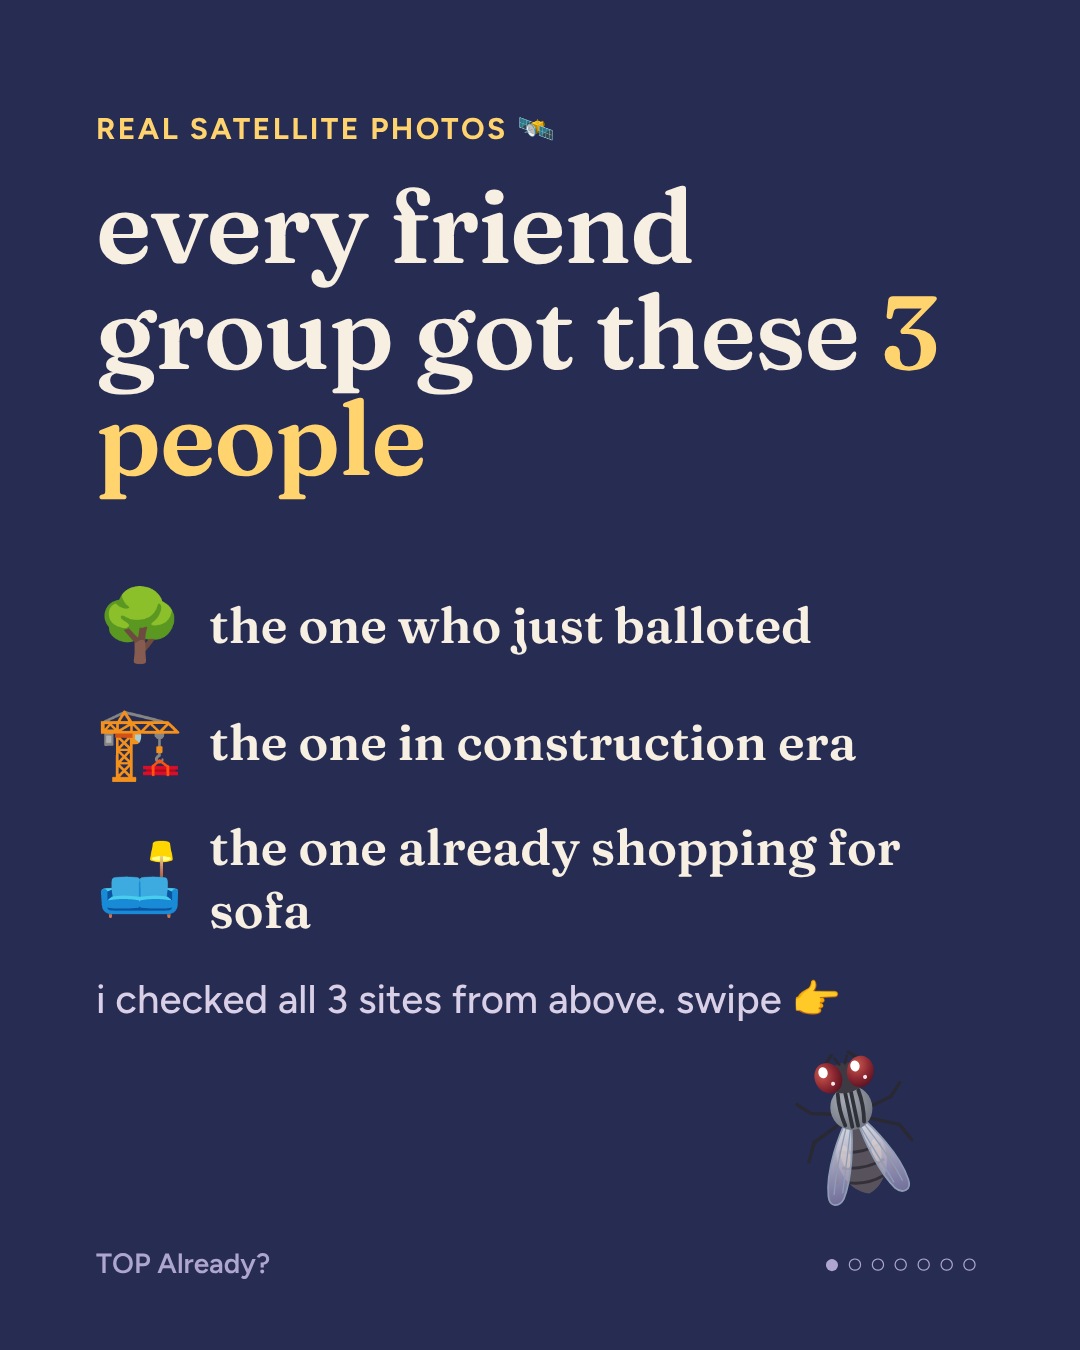 REAL SATELLITE PHOTOS
every friend
group got these 3
people
the one who just balloted
the one in construction era
the one already shopping for
sofa
i checked all 3 sites from above. swipe
TOP Already?